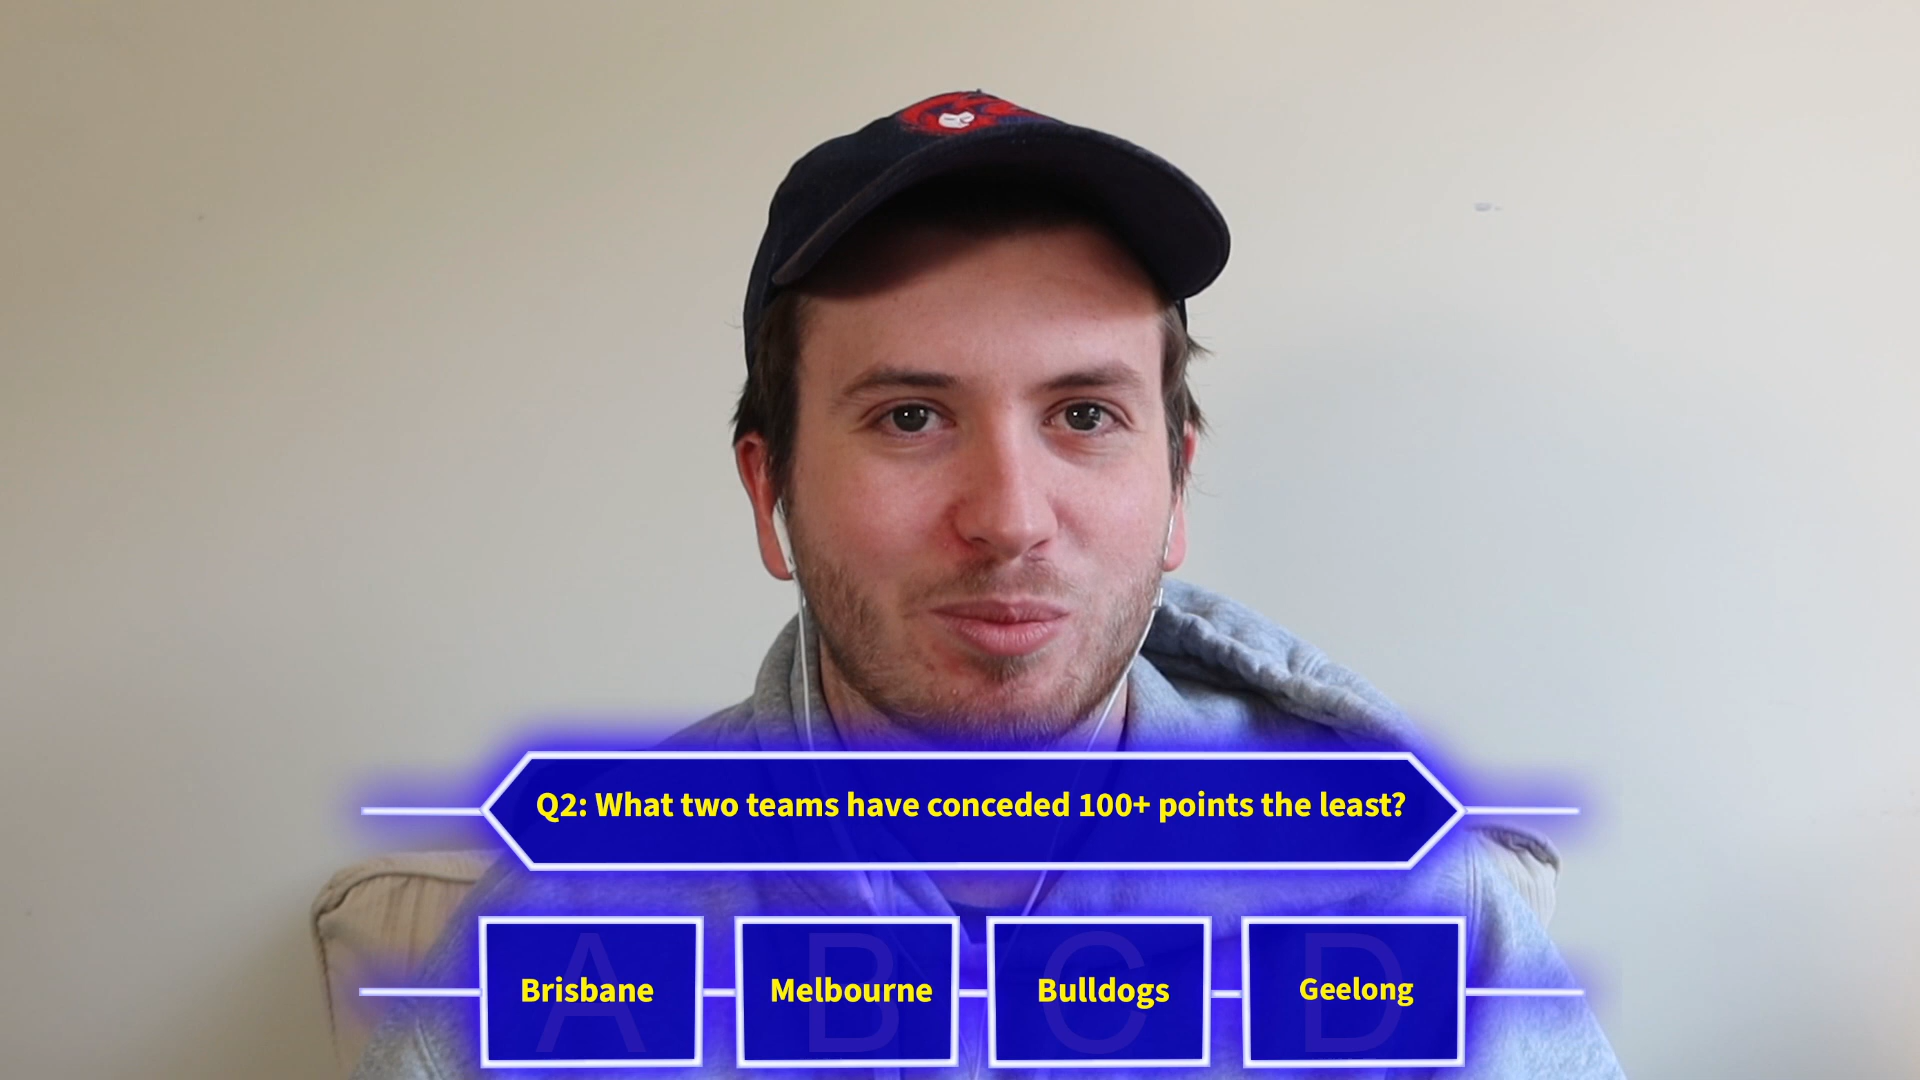 Q2: What two teams have conceded 100+ points the least?
A
Brisbane
B
Melbourne
C
Bulldogs
D
Geelong